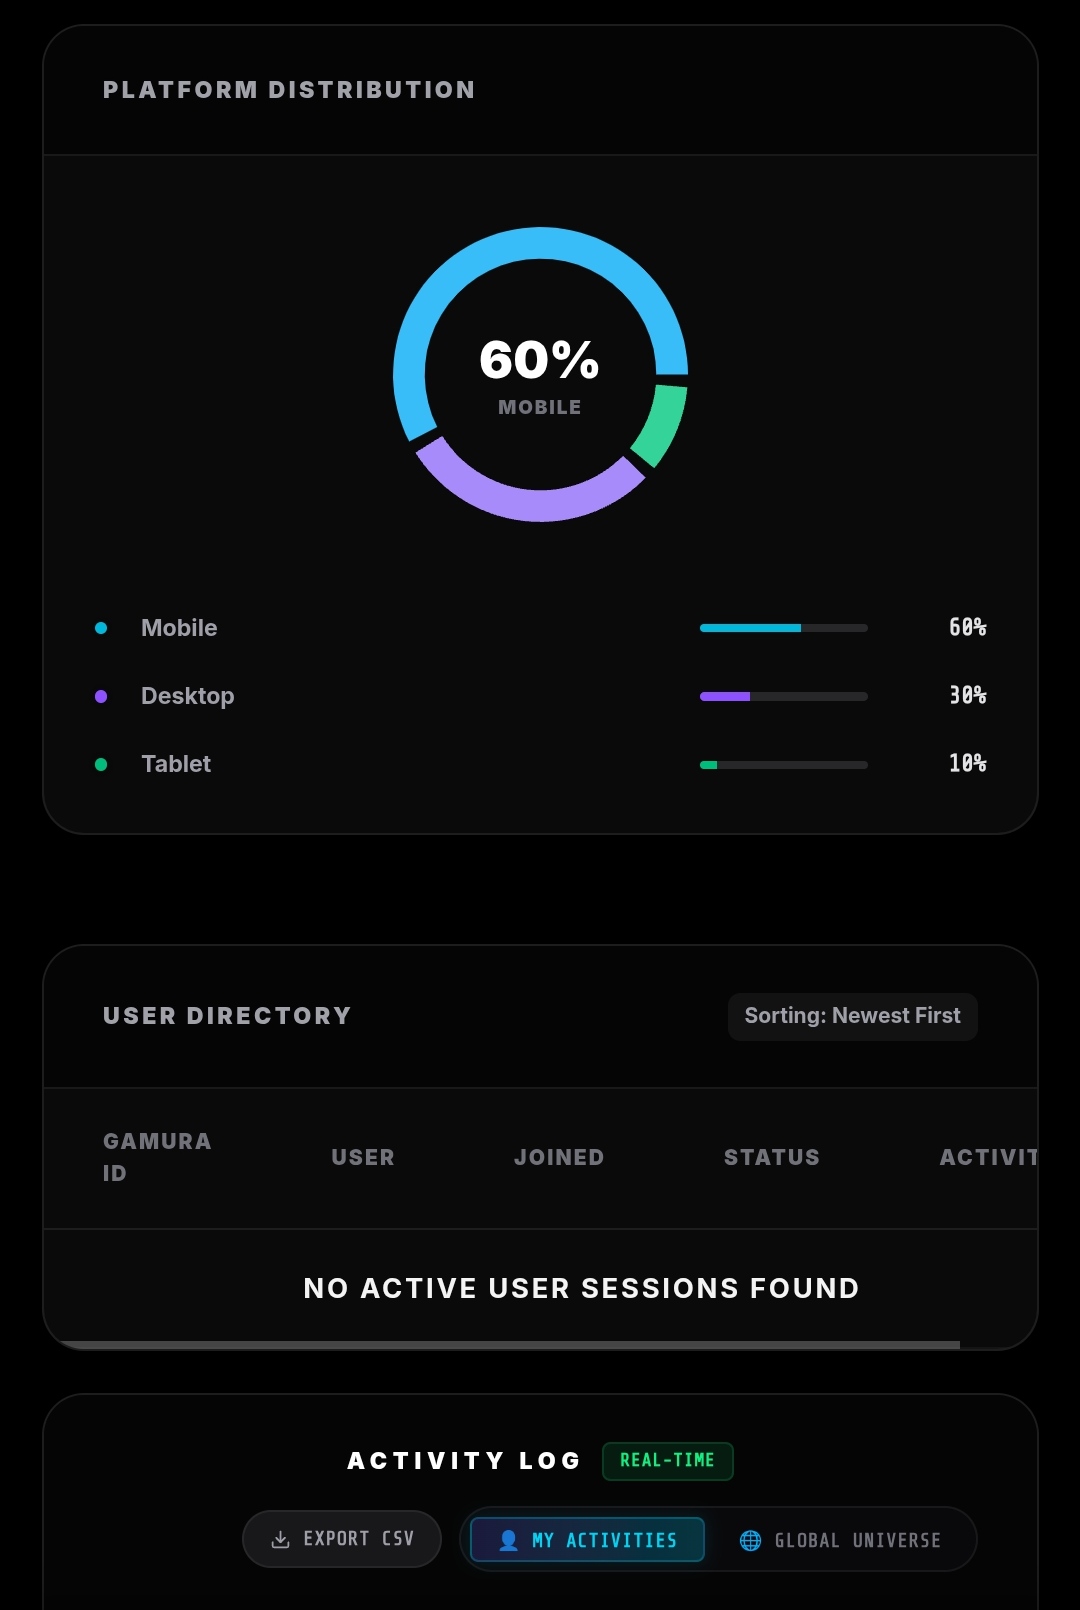 PLATFORM DISTRIBUTION
60%
MOBILE
Mobile 60%
Desktop 30%
Tablet 10%
USER DIRECTORY Sorting: Newest First
GAMURA ID USER JOINED STATUS ACTIVIT
NO ACTIVE USER SESSIONS FOUND
ACTIVITY LOG REAL-TIME
EXPORT CSV MY ACTIVITIES GLOBAL UNIVERSE